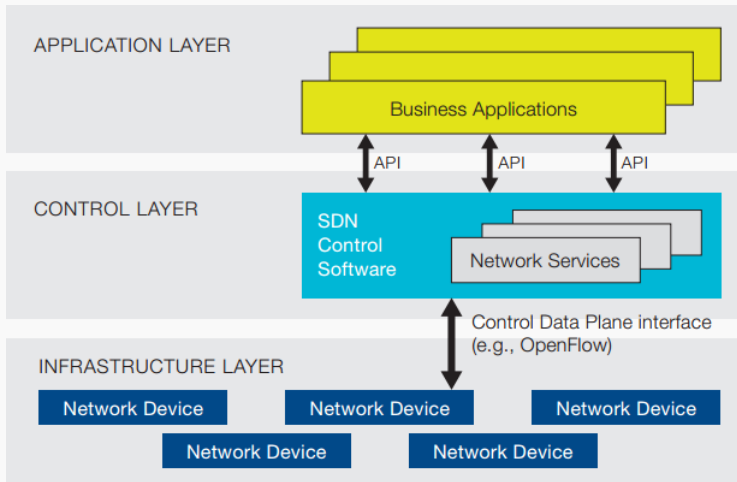 APPLICATION LAYER
Business Applications
API
API
API
CONTROL LAYER
SDN
Control
Software
Network Services
Control Data Plane interface
(e.g., OpenFlow)
INFRASTRUCTURE LAYER
Network Device
Network Device
Network Device
Network Device
Network Device